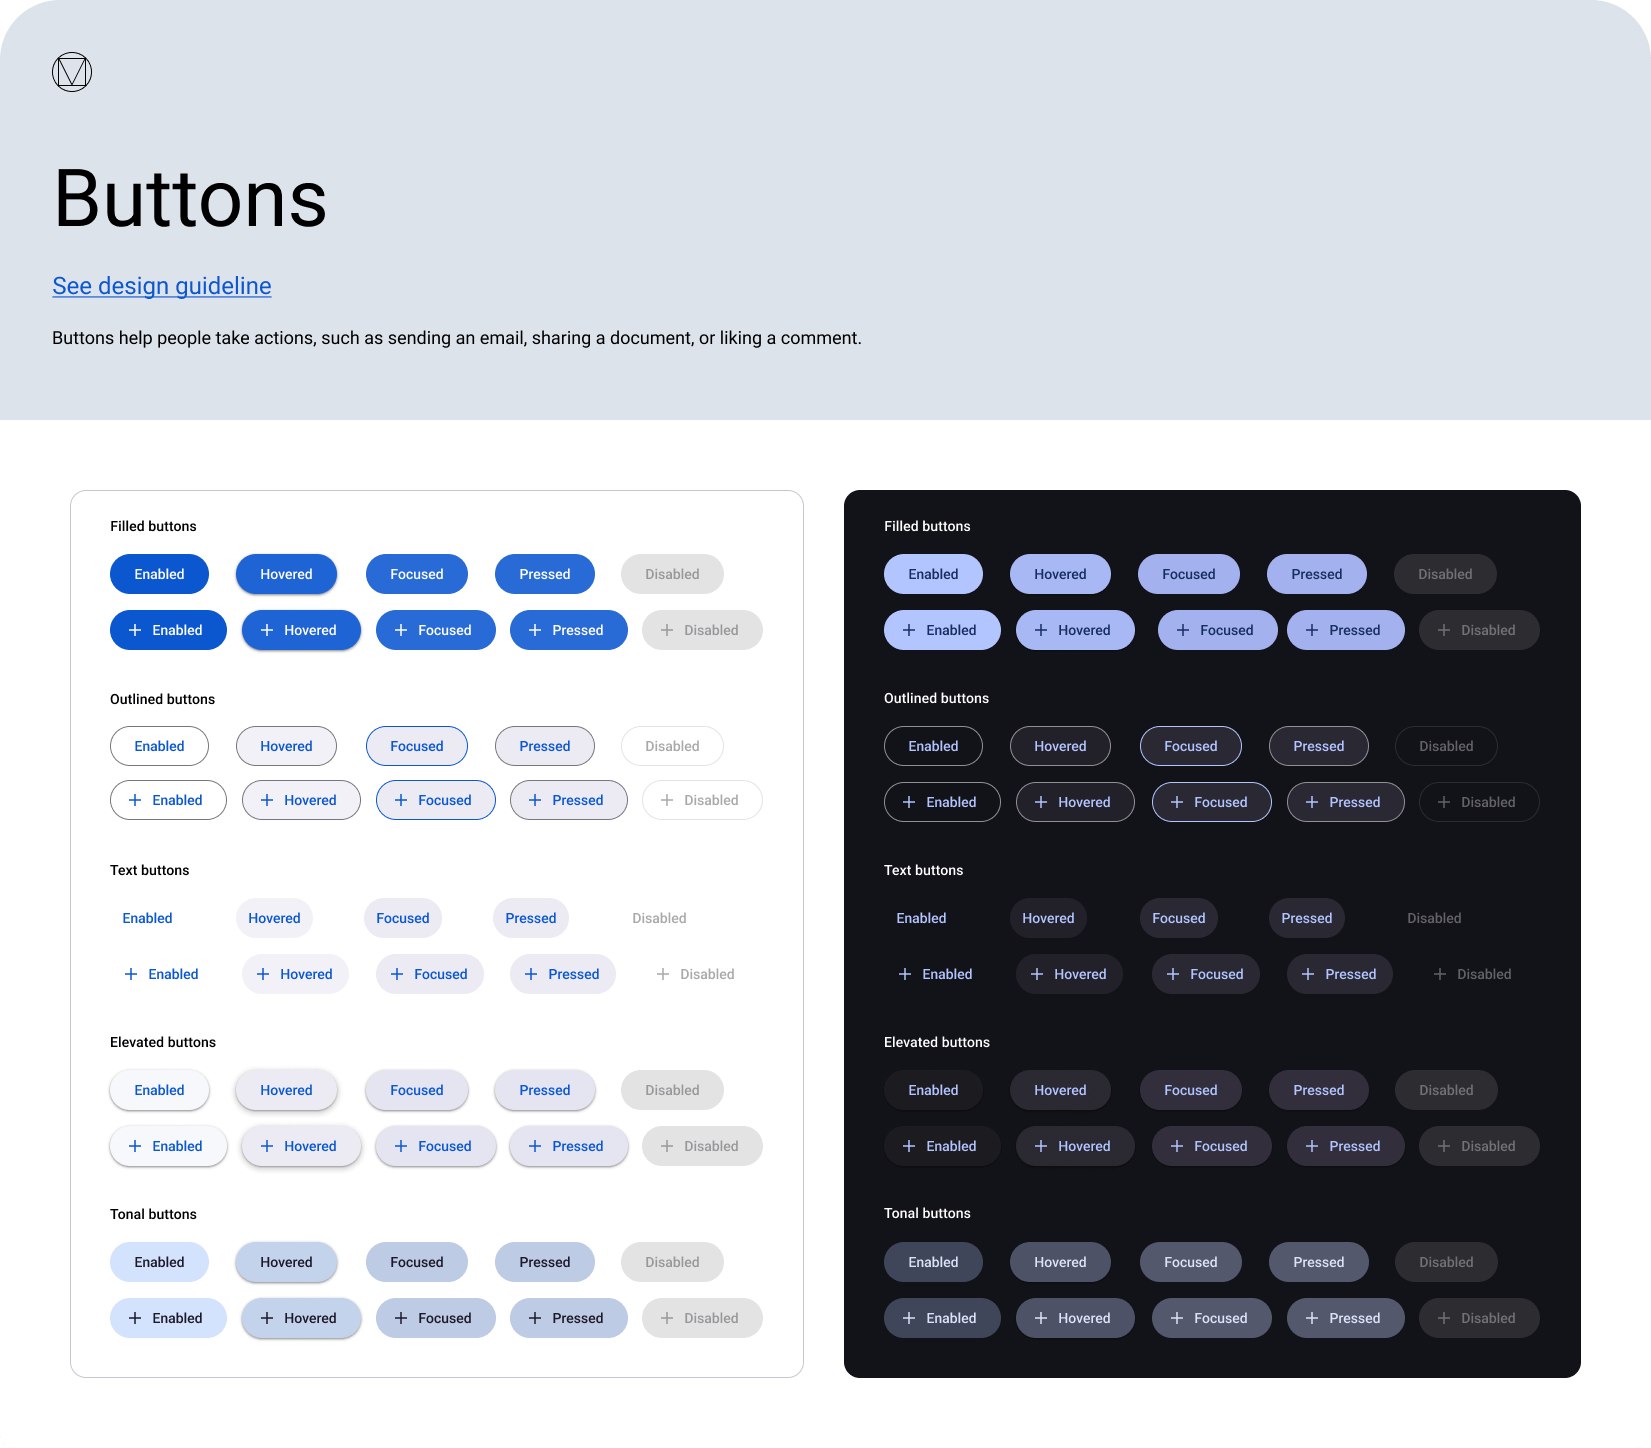 Buttons
See design guideline
Buttons help people take actions, such as sending an email, sharing a document, or liking a comment.
Filled buttons
Enabled Hovered Focused Pressed Disabled
+ Enabled + Hovered + Focused + Pressed + Disabled
Outlined buttons
Enabled Hovered Focused Pressed Disabled
+ Enabled + Hovered + Focused + Pressed + Disabled
Text buttons
Enabled Hovered Focused Pressed Disabled
+ Enabled + Hovered + Focused + Pressed + Disabled
Elevated buttons
Enabled Hovered Focused Pressed Disabled
+ Enabled + Hovered + Focused + Pressed + Disabled
Tonal buttons
Enabled Hovered Focused Pressed Disabled
+ Enabled + Hovered + Focused + Pressed + Disabled
Filled buttons
Enabled Hovered Focused Pressed Disabled
+ Enabled + Hovered + Focused + Pressed + Disabled
Outlined buttons
Enabled Hovered Focused Pressed Disabled
+ Enabled + Hovered + Focused + Pressed + Disabled
Text buttons
Enabled Hovered Focused Pressed Disabled
+ Enabled + Hovered + Focused + Pressed + Disabled
Elevated buttons
Enabled Hovered Focused Pressed Disabled
+ Enabled + Hovered + Focused + Pressed + Disabled
Tonal buttons
Enabled Hovered Focused Pressed Disabled
+ Enabled + Hovered + Focused + Pressed + Disabled